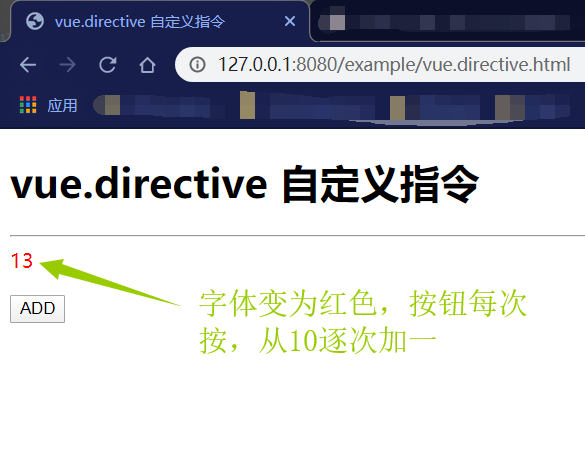 vue.directive 自定义指令
127.0.0.1:8080/example/vue.directive.html
应用
vue.directive 自定义指令
13
ADD
字体变为红色，按钮每次
按，从10逐次加一